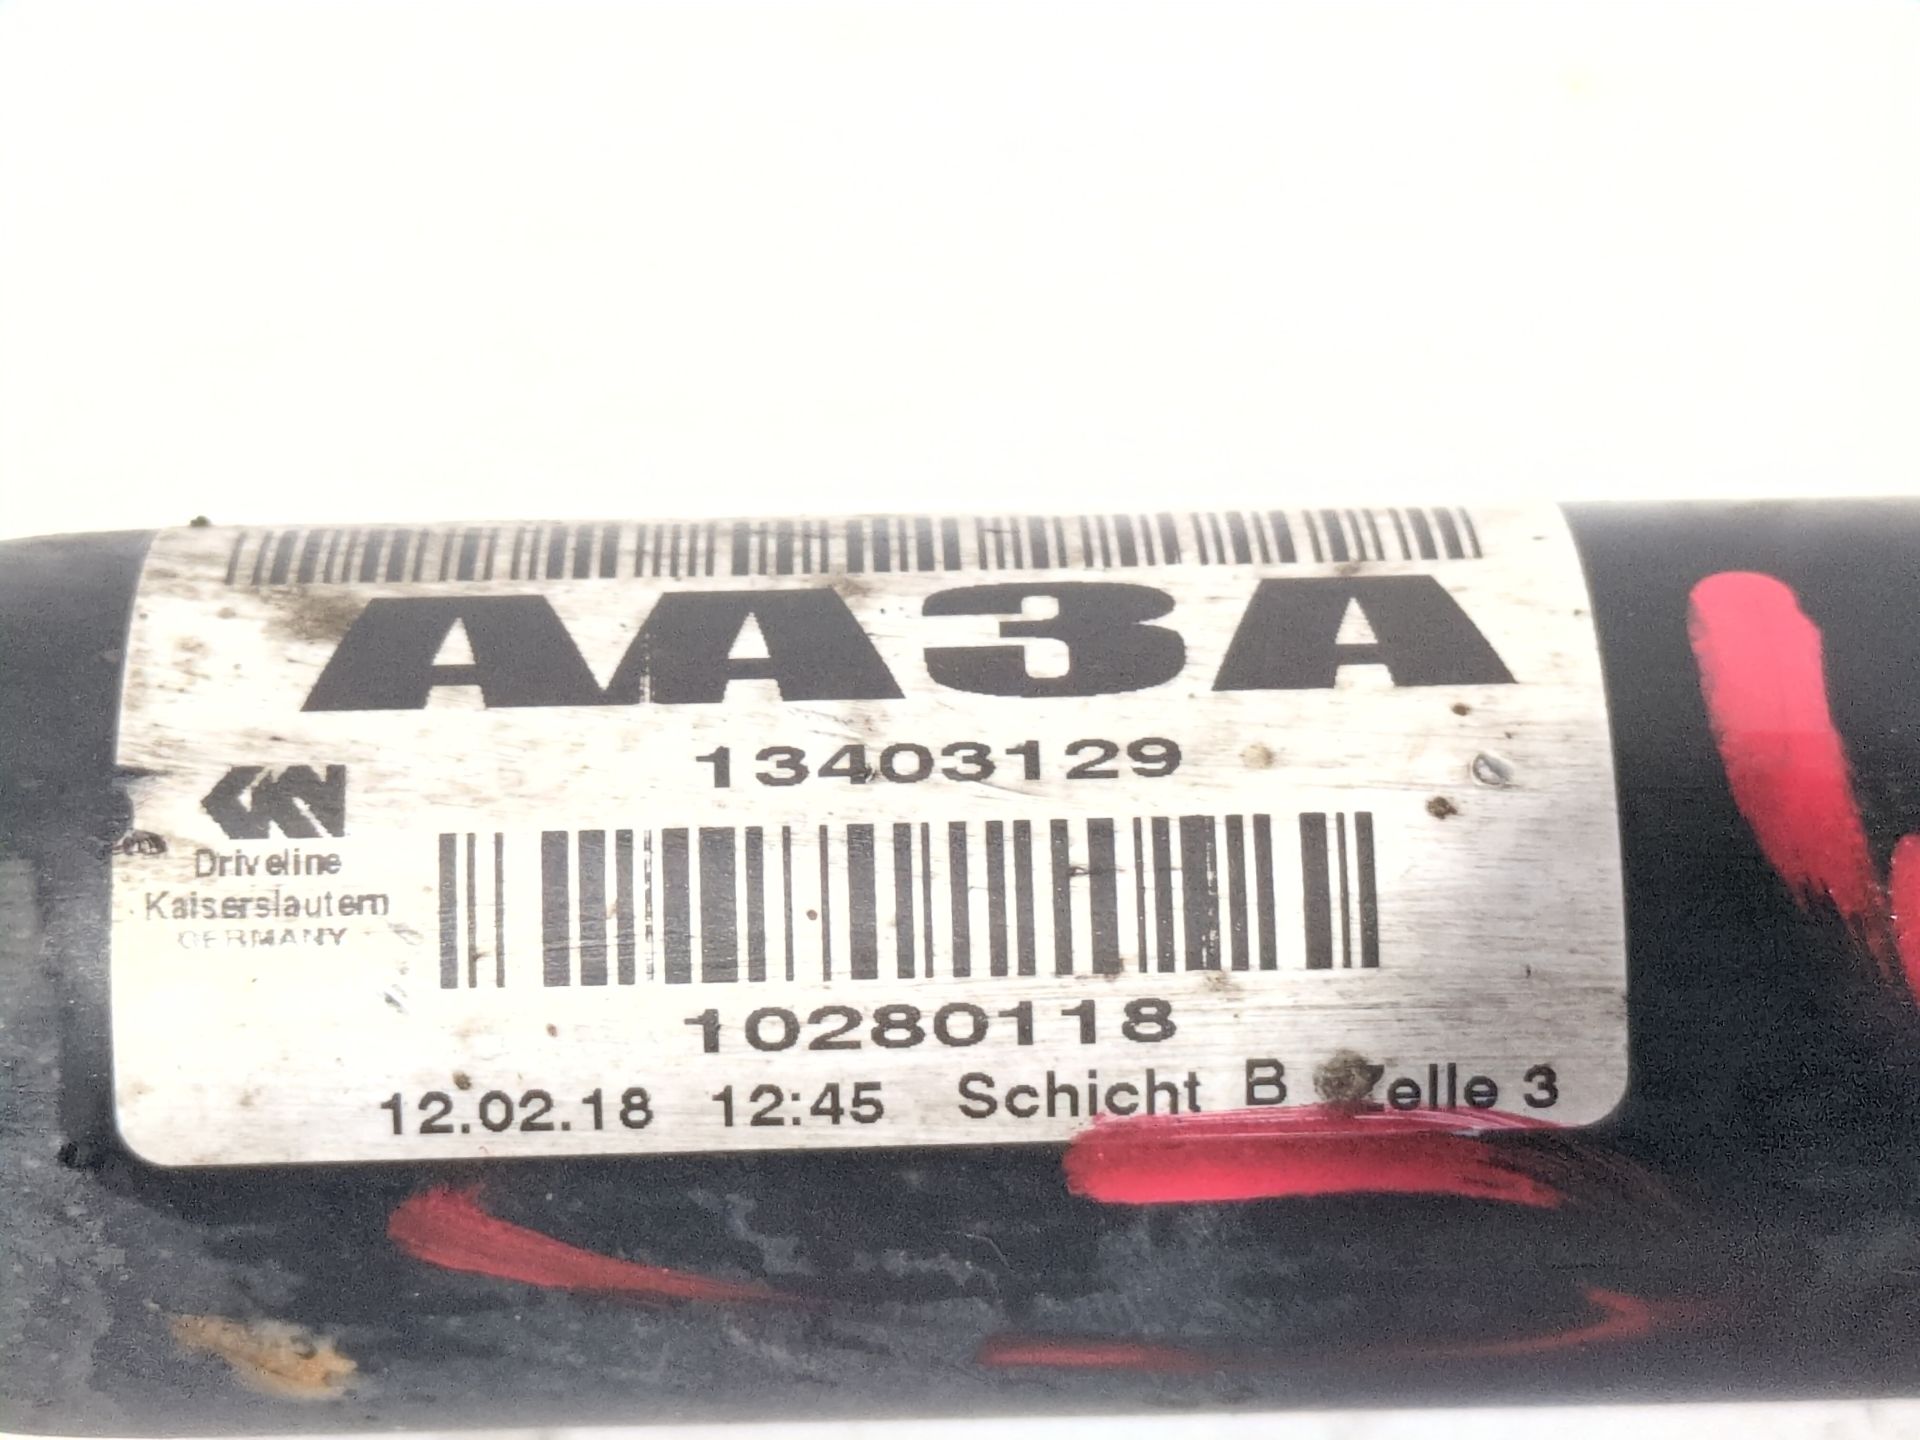 AA3A
13403129
GKN
Driveline
Kaiserslautern
GERMANY
10280118
12.02.18 12:45 Schicht B Zelle 3